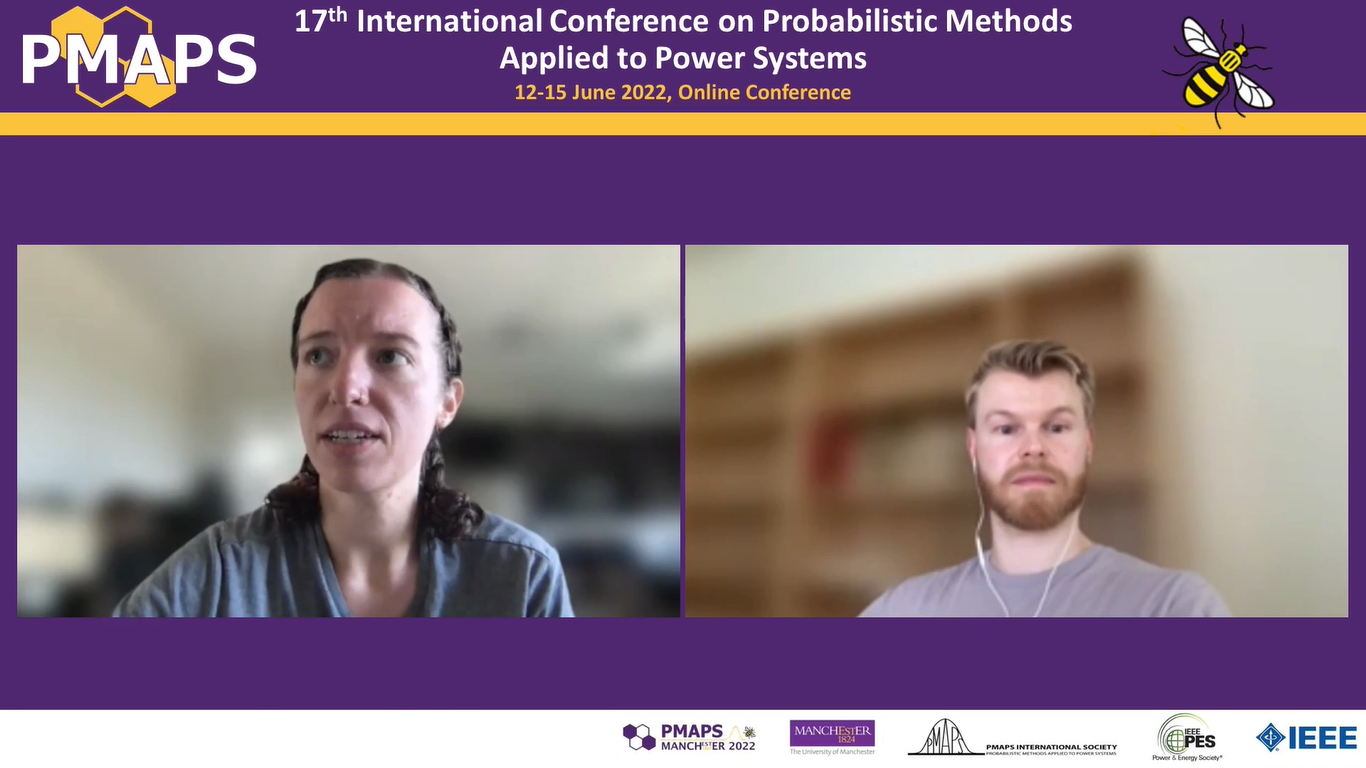 PMAPS
17th International Conference on Probabilistic Methods
Applied to Power Systems
12-15 June 2022, Online Conference
PMAPS
MANCHESTER 2022
MANCHESTER
1824
The University of Manchester
PMAPS
PMAPS INTERNATIONAL SOCIETY
PROBABILISTIC METHODS APPLIED TO POWER SYSTEMS
IEEE
PES
Power & Energy Society®
IEEE